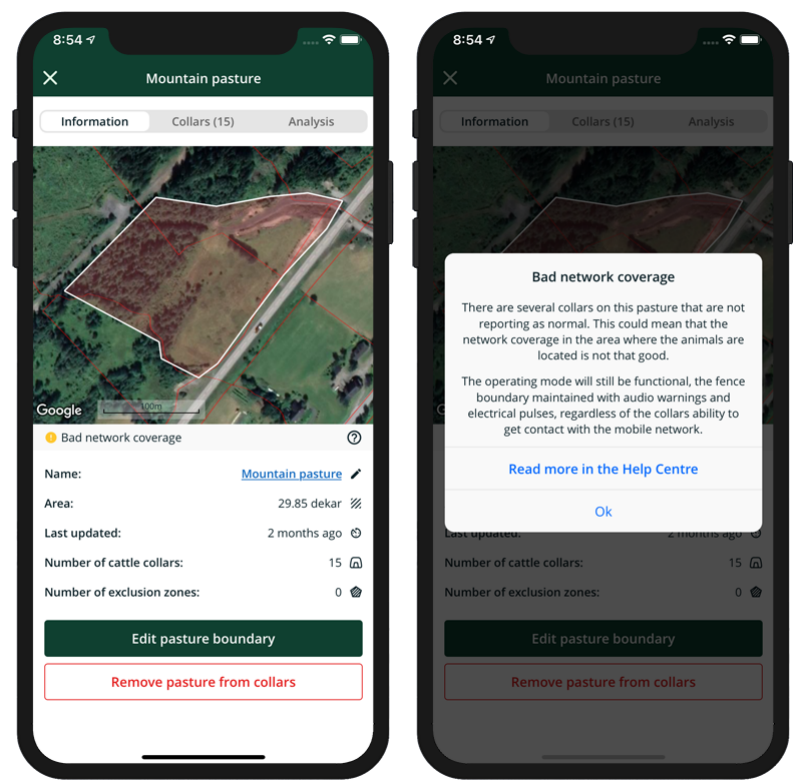 8:54
Mountain pasture
Information Collars (15) Analysis
Google
100m
Bad network coverage
Name: Mountain pasture
Area: 29.85 dekar
Last updated: 2 months ago
Number of cattle collars: 15
Number of exclusion zones: 0
Edit pasture boundary
Remove pasture from collars
8:54
Mountain pasture
Information Collars (15) Analysis
Bad network coverage
There are several collars on this pasture that are not
reporting as normal. This could mean that the
network coverage in the area where the animals are
located is not that good.
The operating mode will still be functional, the fence
boundary maintained with audio warnings and
electrical pulses, regardless of the collars ability to
get contact with the mobile network.
Read more in the Help Centre
Ok
Last updated: 2 months ago
Number of cattle collars: 15
Number of exclusion zones: 0
Edit pasture boundary
Remove pasture from collars